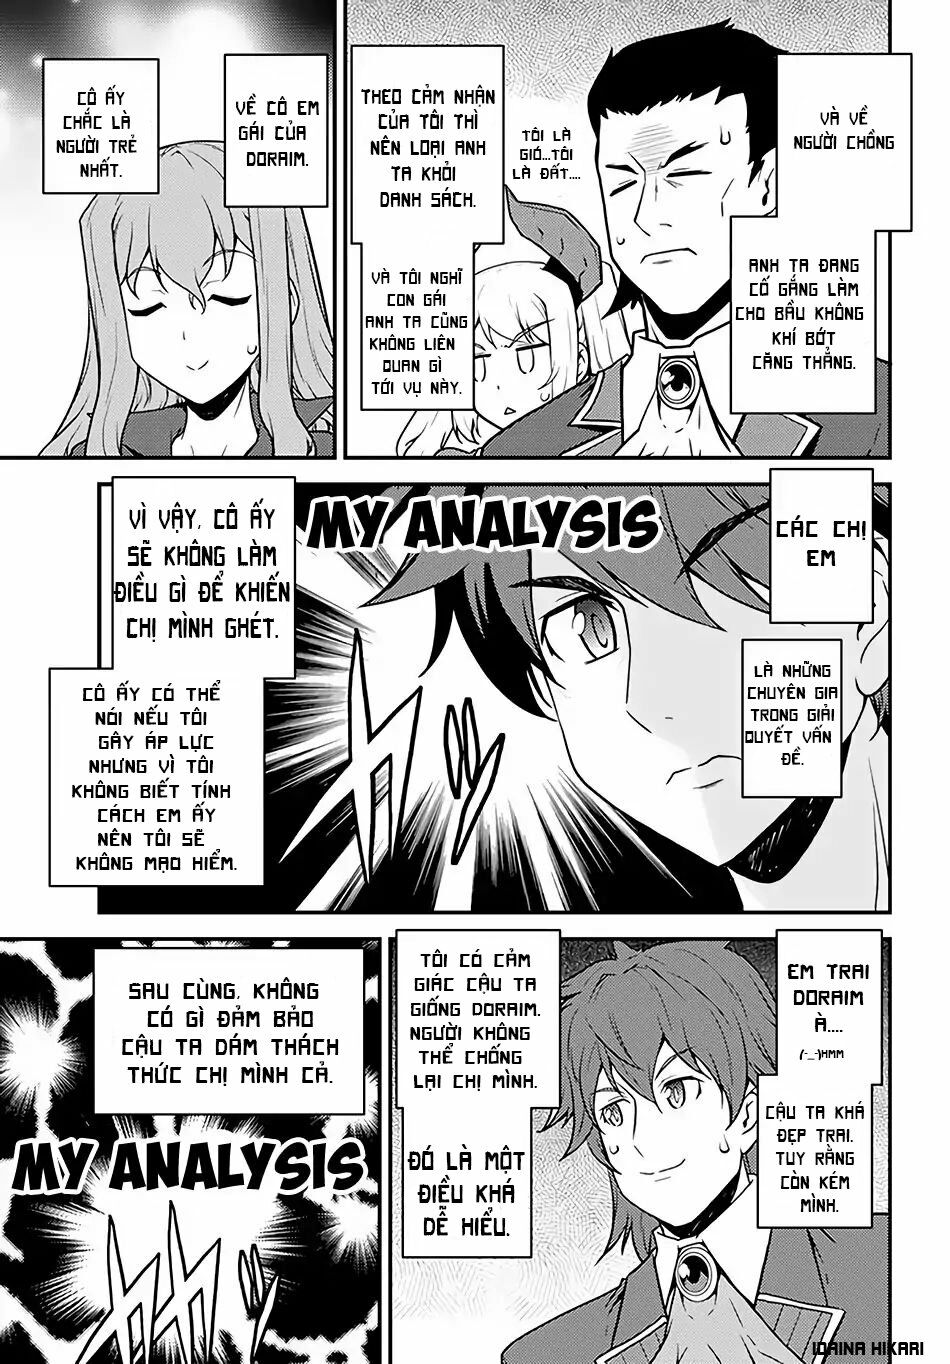 VÀ VỀ
NGƯỜI CHỒNG
ANH TA ĐANG
CỐ GẮNG LÀM
CHO BẦU KHÔNG
KHÍ BỚT
CĂNG THẲNG.
TÔI LÀ
GIÓ...TÔI
LÀ ĐẤT....
THEO CẢM NHẬN
CỦA TÔI THÌ
NÊN LOẠI ANH
TA KHỎI
DANH SÁCH.
VÀ TÔI NGHĨ
CON GÁI
ANH TA CŨNG
KHÔNG LIÊN
QUAN GÌ
TỚI VỤ NÀY.
VỀ CÔ EM
GÁI CỦA
DORAIM.
CÔ ẤY
CHẮC LÀ
NGƯỜI TRẺ
NHẤT.
CÁC CHỊ
EM
LÀ NHỮNG
CHUYÊN GIA
TRONG GIẢI
QUYẾT VẤN
ĐỀ.
MY ANALYSIS
VÌ VẬY, CÔ ẤY
SẼ KHÔNG LÀM
ĐIỀU GÌ ĐỂ KHIẾN
CHỊ MÌNH GHÉT.
CÔ ẤY CÓ THỂ
NÓI NẾU TÔI
GÂY ÁP LỰC
NHƯNG VÌ TÔI
KHÔNG BIẾT TÍNH
CÁCH EM ẤY
NÊN TÔI SẼ
KHÔNG MẠO HIỂM.
EM TRAI
DORAIM
À....
(-_-)HMM
CẬU TA KHÁ
ĐẸP TRAI.
TUY RẰNG
CÒN KÉM
MÌNH.
TÔI CÓ CẢM
GIÁC CẬU TA
GIỐNG DORAIM.
NGƯỜI KHÔNG
THỂ CHỐNG
LẠI CHỊ MÌNH.
ĐÓ LÀ MỘT
ĐIỀU KHÁ
DỄ HIỂU.
SAU CÙNG, KHÔNG
CÓ GÌ ĐẢM BẢO
CẬU TA DÁM THÁCH
THỨC CHỊ MÌNH CẢ.
MY ANALYSIS
IDAINA HIKARI